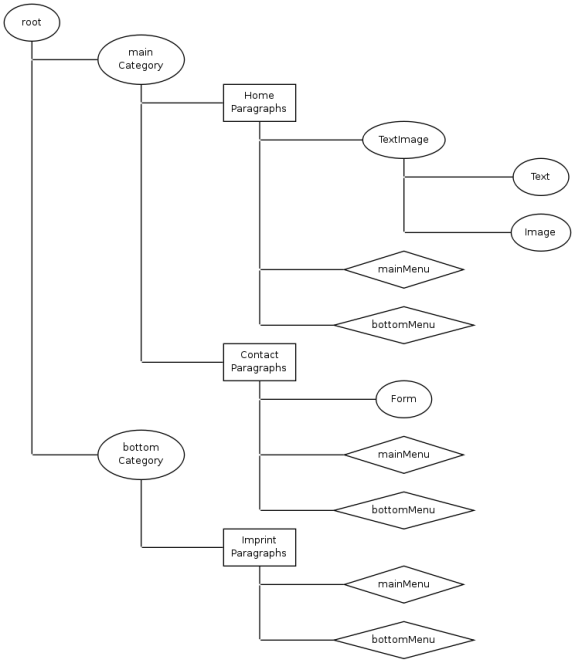 root
main
Category
Home
Paragraphs
TextImage
Text
Image
mainMenu
bottomMenu
Contact
Paragraphs
Form
bottom
Category
mainMenu
bottomMenu
Imprint
Paragraphs
mainMenu
bottomMenu